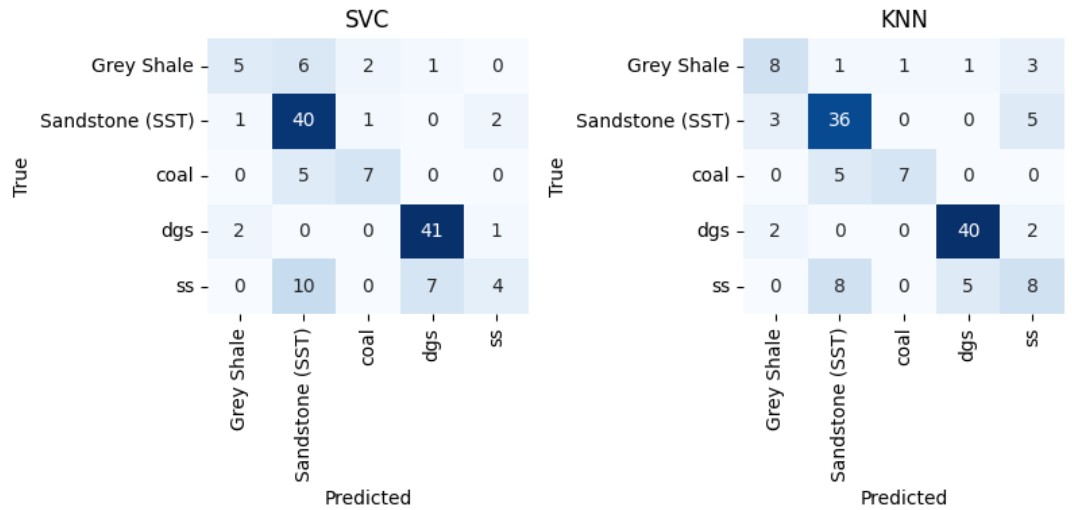 SVC
KNN
True
Grey Shale
5 6 2 1 0
Sandstone (SST)
1 40 1 0 2
coal
0 5 7 0 0
dgs
2 0 0 41 1
ss
0 10 0 7 4
Grey Shale
Sandstone (SST)
coal
dgs
ss
Predicted
True
Grey Shale
8 1 1 1 3
Sandstone (SST)
3 36 0 0 5
coal
0 5 7 0 0
dgs
2 0 0 40 2
ss
0 8 0 5 8
Grey Shale
Sandstone (SST)
coal
dgs
ss
Predicted